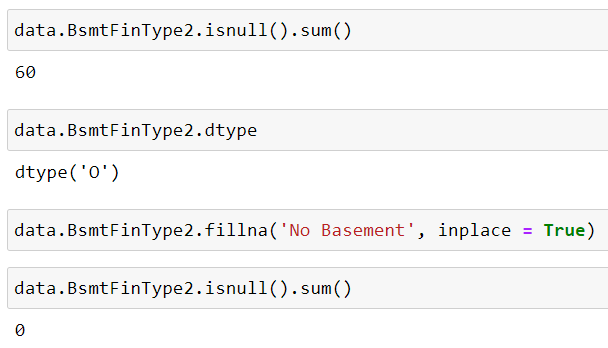 data.BsmtFinType2.isnull().sum()
60
data.BsmtFinType2.dtype
dtype('O')
data.BsmtFinType2.fillna('No Basement', inplace = True)
data.BsmtFinType2.isnull().sum()
0